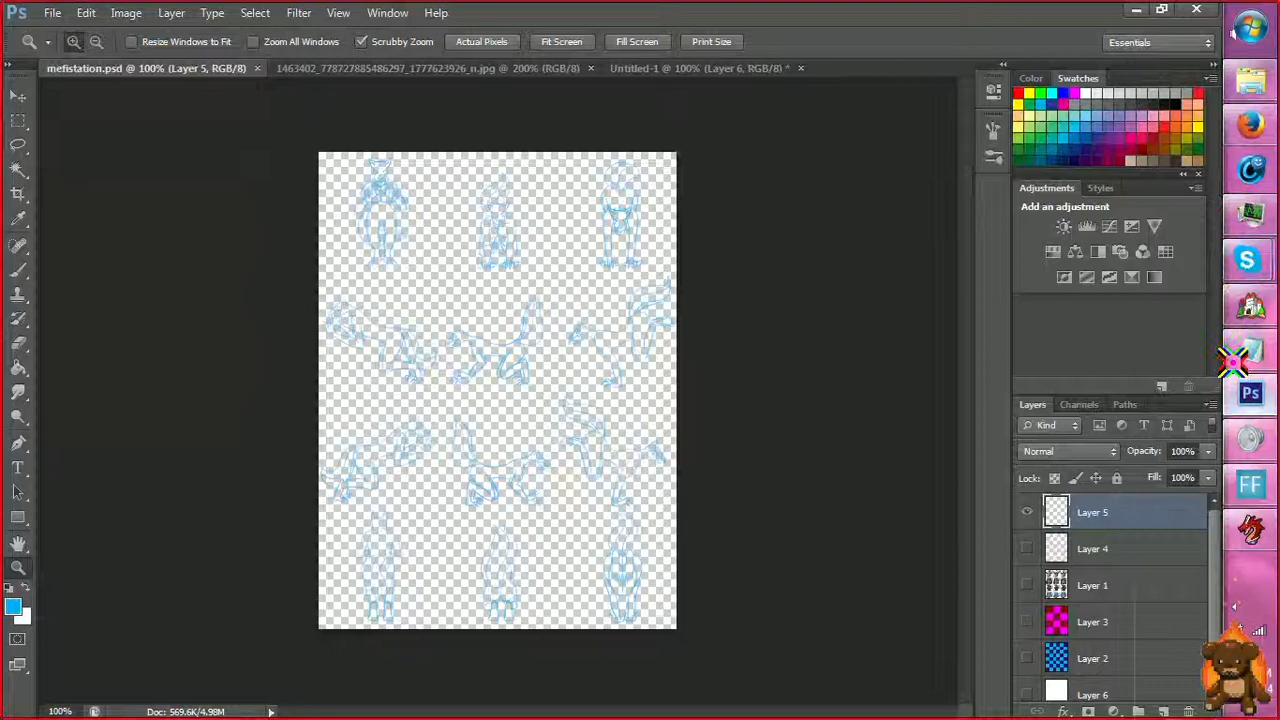 Ps File Edit Image Layer Type Select Filter View Window Help
Resize Windows to Fit Zoom All Windows Scrubby Zoom Actual Pixels Fit Screen Fill Screen Print Size Essentials
mefistation.psd @ 100% (Layer 5, RGB/8) × 1463402_778727885486297_1777623926_n.jpg @ 200% (RGB/8) × Untitled-1 @ 100% (Layer 6, RGB/8) * ×
Color Swatches
Adjustments Styles
Add an adjustment
Layers Channels Paths
Kind
Normal Opacity: 100%
Lock: Fill: 100%
Layer 5
Layer 4
Layer 1
Layer 3
Layer 2
Layer 6
100% Doc: 569.6K/4.98M
Ps
FF